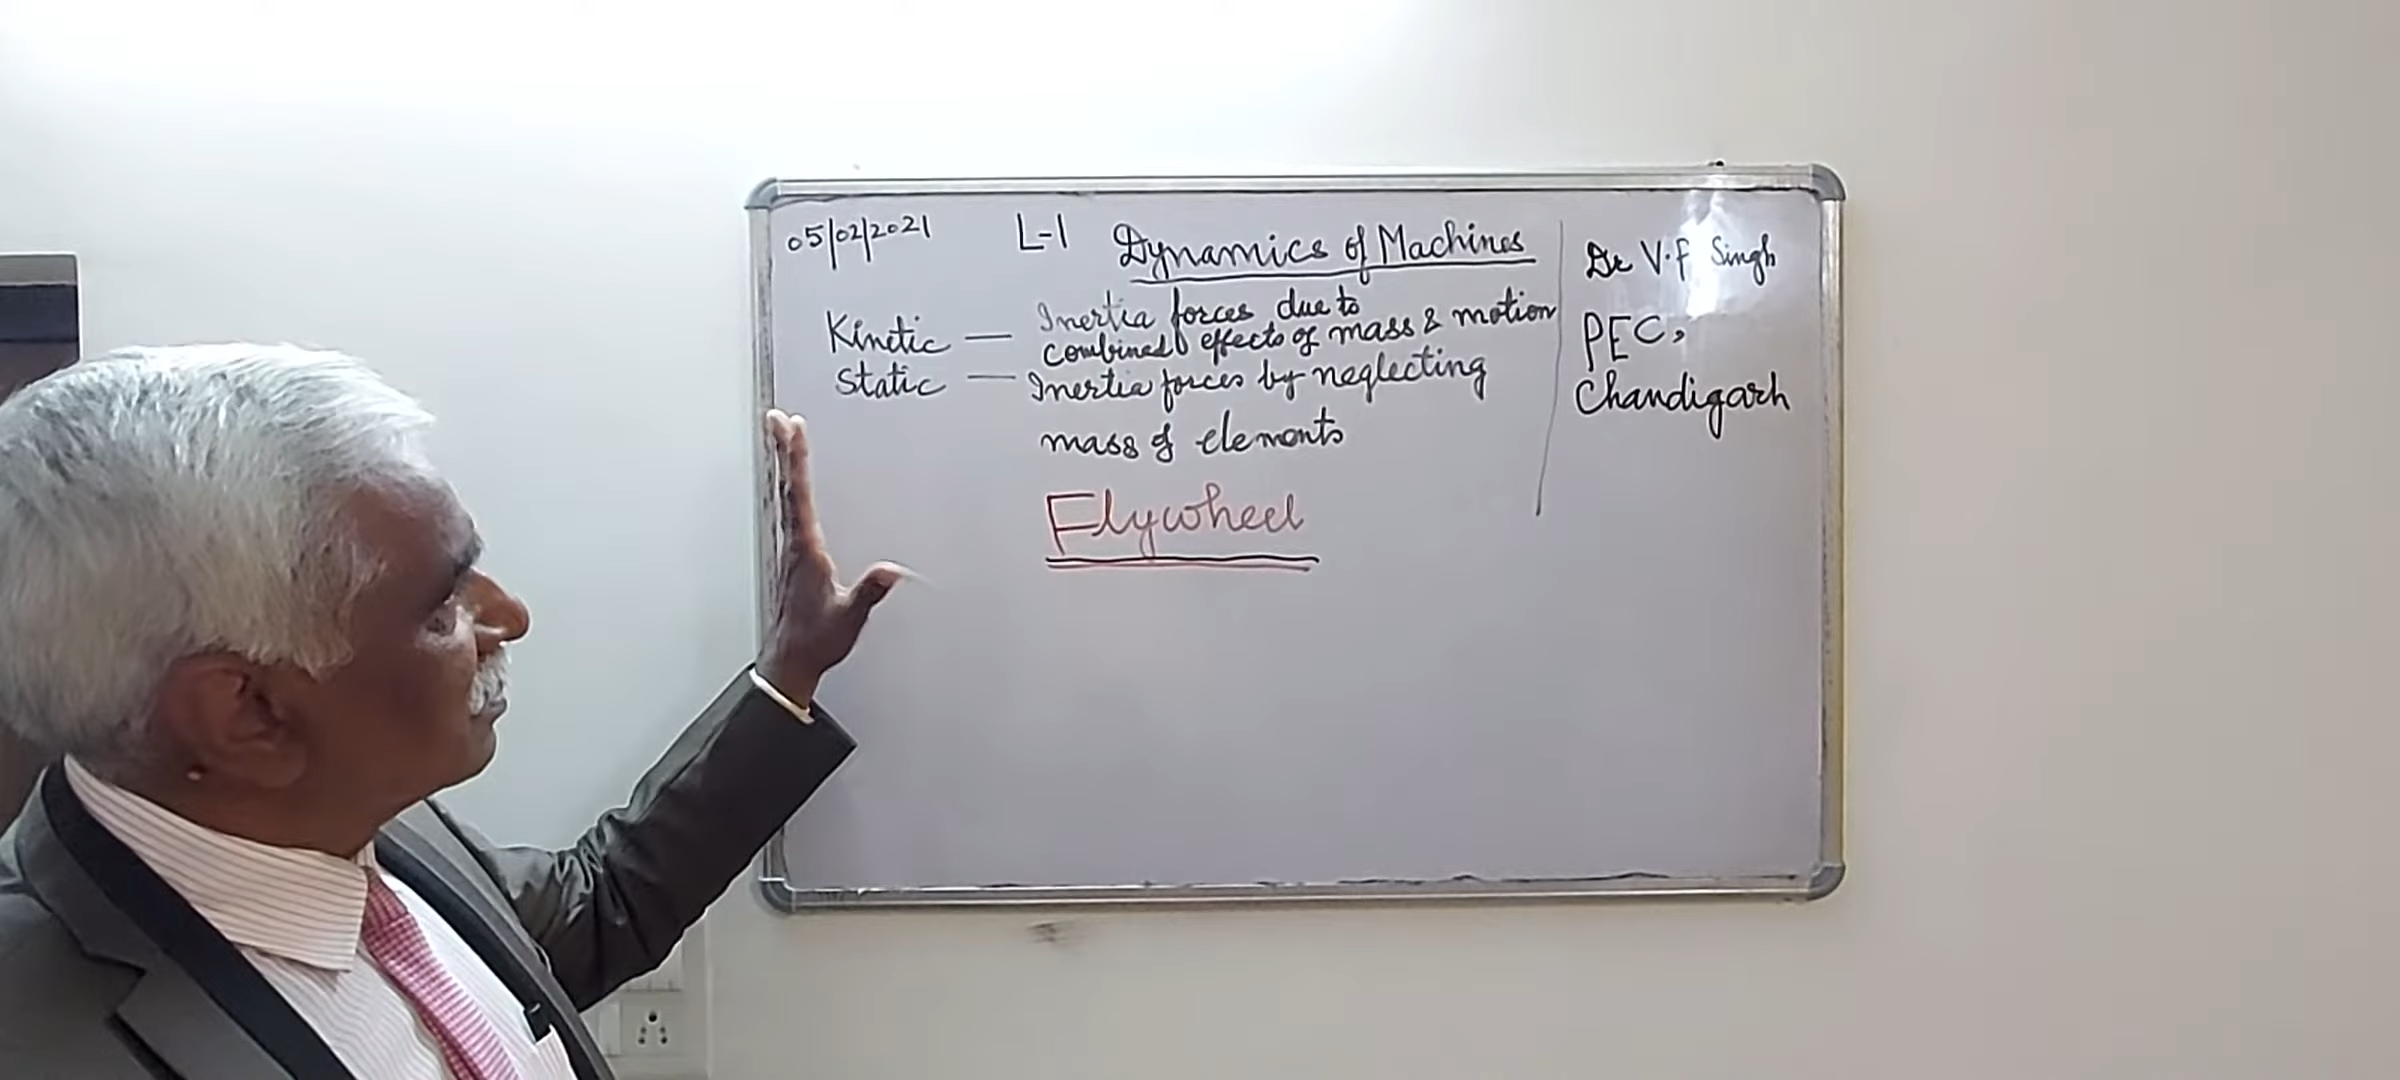 05/02/2021 L-1 Dynamics of Machines
Kinetic — Inertia forces due to
combined effects of mass & motion
Static — Inertia forces by neglecting
mass of elements
Flywheel
Dr V.P Singh
PEC,
Chandigarh